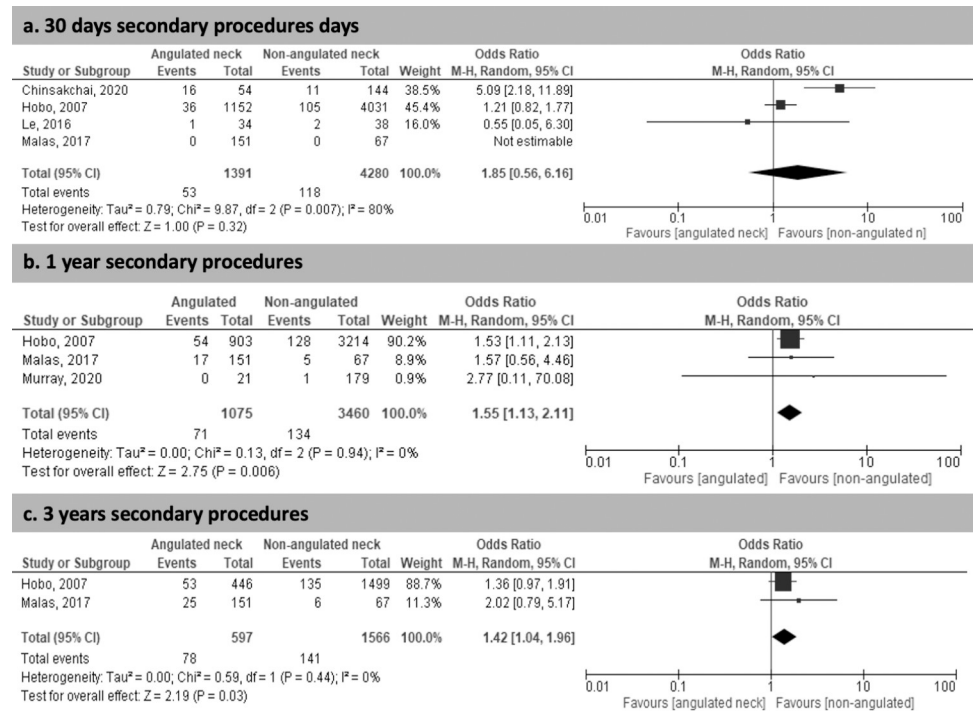 a. 30 days secondary procedures days
Angulated neck Non-angulated neck Odds Ratio Odds Ratio
Study or Subgroup Events Total Events Total Weight M-H, Random, 95% CI M-H, Random, 95% CI
Chinsakchai, 2020 16 54 11 144 38.5% 5.09 [2.18, 11.89]
Hobo, 2007 36 1152 105 4031 45.4% 1.21 [0.82, 1.77]
Le, 2016 1 34 2 38 16.0% 0.55 [0.05, 6.30]
Malas, 2017 0 151 0 67 Not estimable
Total (95% CI) 1391 4280 100.0% 1.85 [0.56, 6.16]
Total events 53 118
Heterogeneity: Tau² = 0.79; Chi² = 9.87, df = 2 (P = 0.007); I² = 80%
Test for overall effect: Z = 1.00 (P = 0.32)
0.01 0.1 1 10 100
Favours [angulated neck] Favours [non-angulated n]
b. 1 year secondary procedures
Angulated Non-angulated Odds Ratio Odds Ratio
Study or Subgroup Events Total Events Total Weight M-H, Random, 95% CI M-H, Random, 95% CI
Hobo, 2007 54 903 128 3214 90.2% 1.53 [1.11, 2.13]
Malas, 2017 17 151 5 67 8.9% 1.57 [0.56, 4.46]
Murray, 2020 0 21 1 179 0.9% 2.77 [0.11, 70.08]
Total (95% CI) 1075 3460 100.0% 1.55 [1.13, 2.11]
Total events 71 134
Heterogeneity: Tau² = 0.00; Chi² = 0.13, df = 2 (P = 0.94); I² = 0%
Test for overall effect: Z = 2.75 (P = 0.006)
0.01 0.1 1 10 100
Favours [angulated] Favours [non-angulated]
c. 3 years secondary procedures
Angulated neck Non-angulated neck Odds Ratio Odds Ratio
Study or Subgroup Events Total Events Total Weight M-H, Random, 95% CI M-H, Random, 95% CI
Hobo, 2007 53 446 135 1499 88.7% 1.36 [0.97, 1.91]
Malas, 2017 25 151 6 67 11.3% 2.02 [0.79, 5.17]
Total (95% CI) 597 1566 100.0% 1.42 [1.04, 1.96]
Total events 78 141
Heterogeneity: Tau² = 0.00; Chi² = 0.59, df = 1 (P = 0.44); I² = 0%
Test for overall effect: Z = 2.19 (P = 0.03)
0.01 0.1 1 10 100
Favours [angulated neck] Favours [non-angulated]